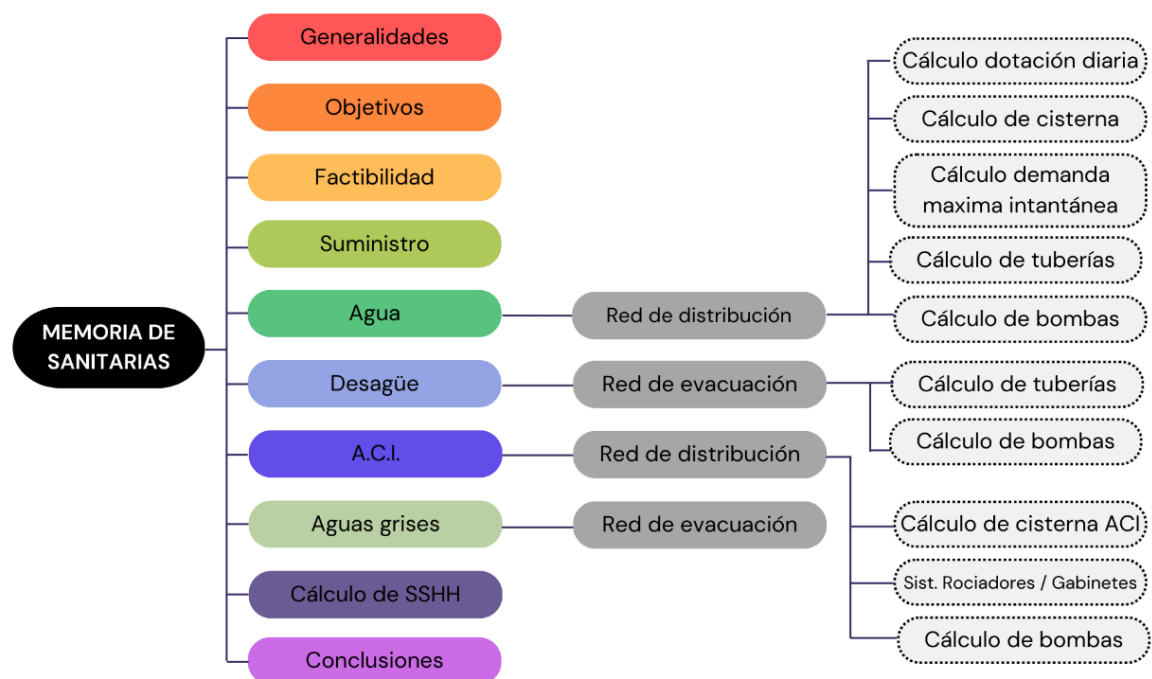 MEMORIA DE
SANITARIAS
Generalidades
Objetivos
Factibilidad
Suministro
Agua
Desagüe
A.C.I.
Aguas grises
Cálculo de SSHH
Conclusiones
Red de distribución
Red de evacuación
Red de distribución
Red de evacuación
Cálculo dotación diaria
Cálculo de cisterna
Cálculo demanda
maxima intantánea
Cálculo de tuberías
Cálculo de bombas
Cálculo de tuberías
Cálculo de bombas
Cálculo de cisterna ACI
Sist. Rociadores / Gabinetes
Cálculo de bombas